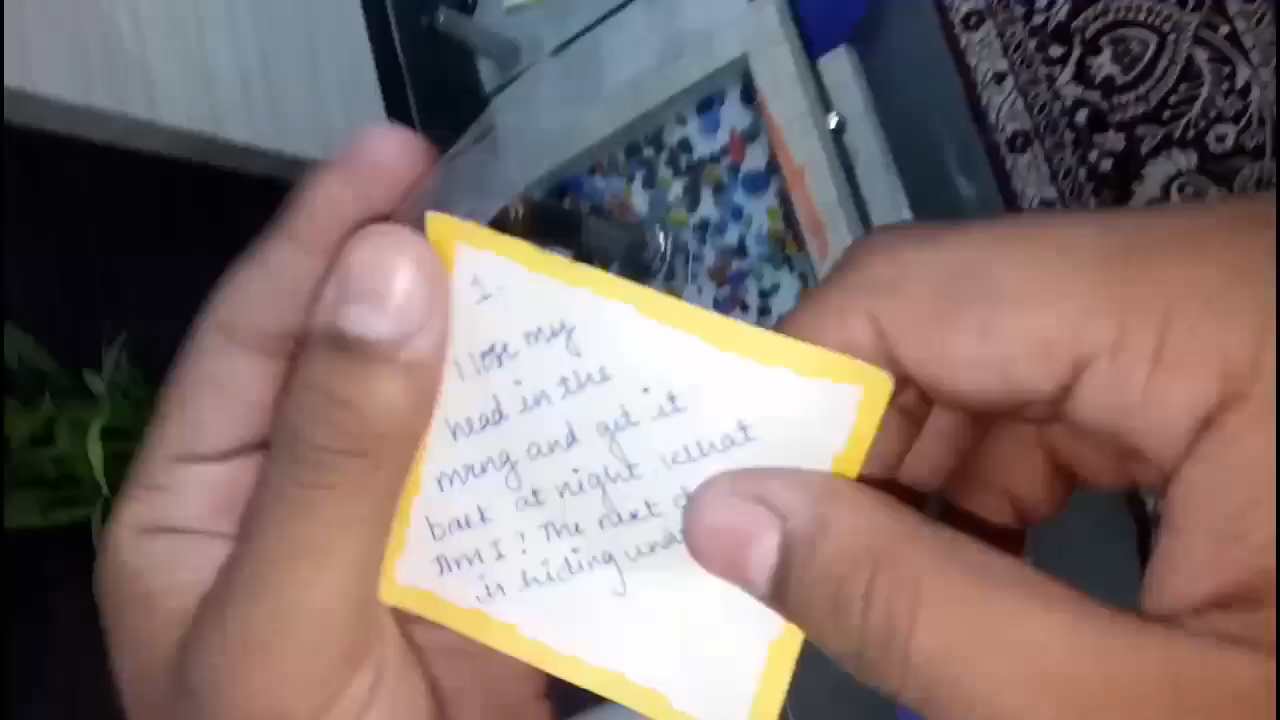 1.
I lose my
head in the
mrng and get it
back at night. What
Am I? The next
is hiding